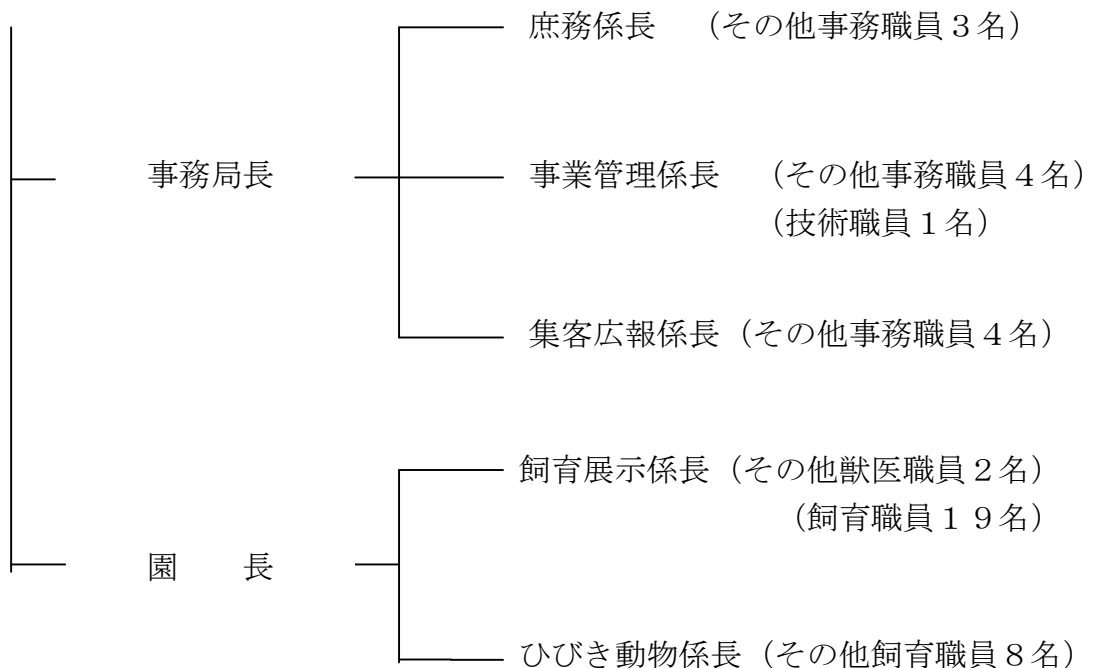 庶務係長 （その他事務職員３名）
事務局長 事業管理係長 （その他事務職員４名）
（技術職員１名）
集客広報係長（その他事務職員４名）
飼育展示係長（その他獣医職員２名）
（飼育職員１９名）
園 長
ひびき動物係長（その他飼育職員８名）